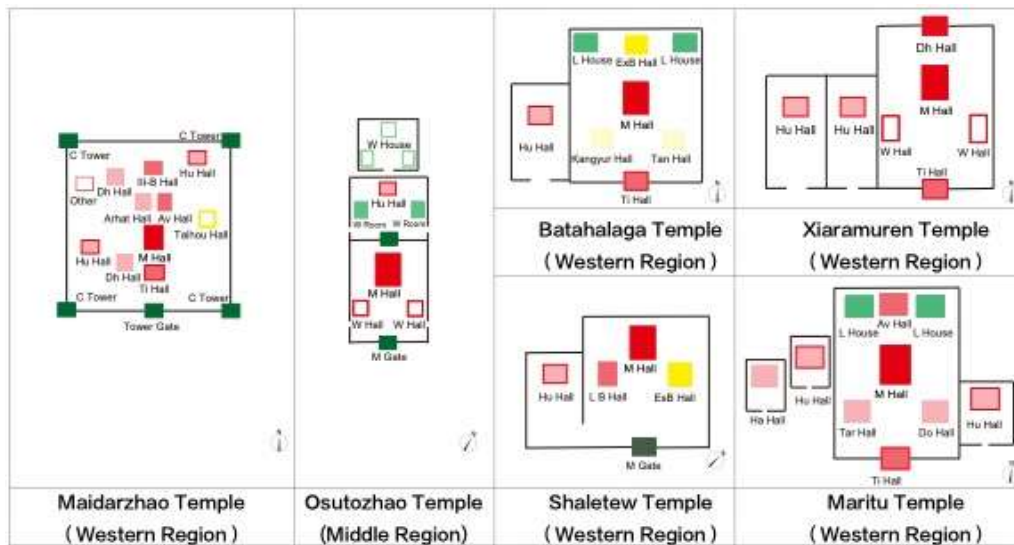 C Tower
C Tower
Hu Hall
Ili-B Hall
Dh Hall
Other
Arhat Hall
Av Hall
Taihou Hall
M Hall
Hu Hall
Dh Hall
Ti Hall
C Tower
C Tower
Tower Gate
Maidarzhao Temple
( Western Region )
W House
Hu Hall
W Room
W Room
M Hall
W Hall
W Hall
M Gate
Osutozhao Temple
(Middle Region)
L House
ExB Hall
L House
Hu Hall
M Hall
Kangyur Hall
Tan Hall
Ti Hall
Batahalaga Temple
( Western Region )
Dh Hall
M Hall
Hu Hall
Hu Hall
W Hall
W Hall
Ti Hall
Xiaramuren Temple
( Western Region )
M Hall
Hu Hall
L B Hall
ExB Hall
M Gate
Shaletew Temple
( Western Region )
L House
Av Hall
L House
M Hall
Hu Hall
Ha Hall
Hu Hall
Tar Hall
Do Hall
Ti Hall
Maritu Temple
( Western Region )